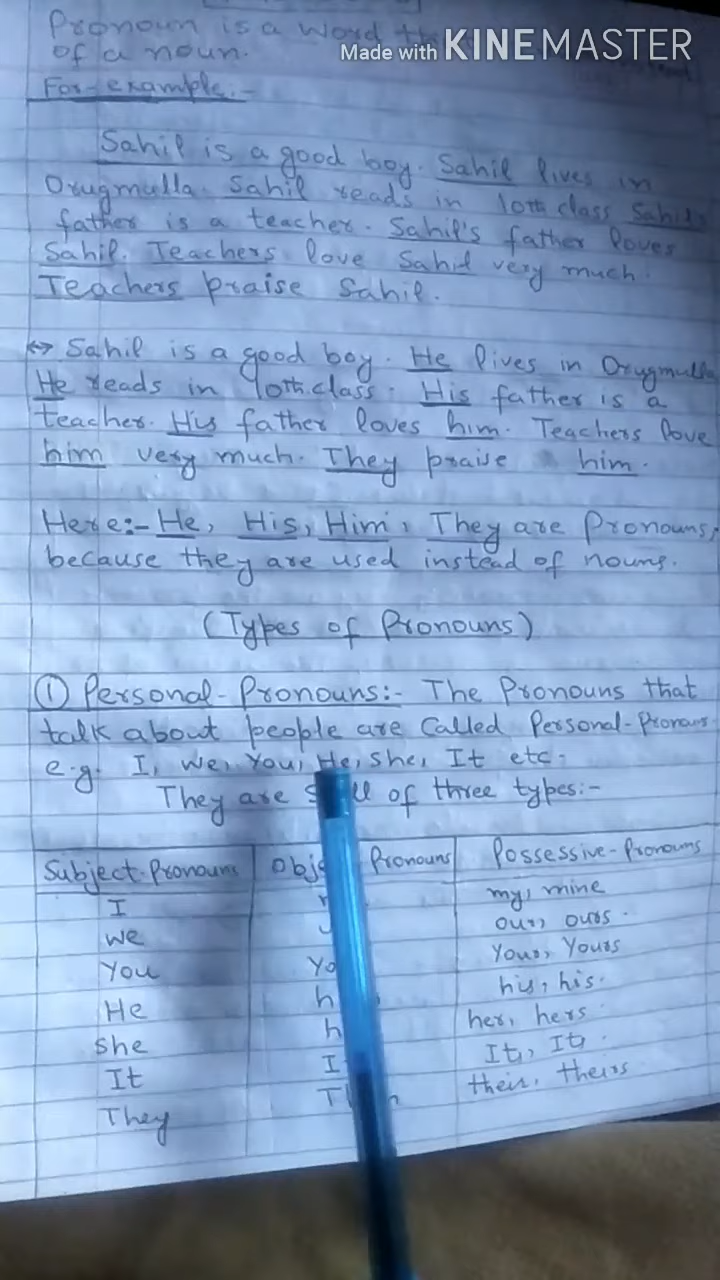 Pronoun is a word
of a noun.
Made with KINEMASTER
For-example:-
Sahil is a good boy. Sahil lives in
Drugmulla. Sahil reads in 10th class Sahil's
father is a teacher. Sahil's father loves
Sahil. Teachers love Sahil very much.
Teachers praise Sahil.
↔ Sahil is a good boy. He lives in Drugmulla
He reads in 10th class. His father is a
teacher. His father loves him. Teachers love
him very much. They praise him.
Here:- He, His, Him, They are Pronouns,
because they are used instead of nouns.
(Types of Pronouns)
① Personal-Pronouns:- The Pronouns that
talk about people are called Personal-Pronouns
e.g. I, We, You, He, She, It etc.
They are of three types:-
Subject-Pronouns Pronouns Possessive-Pronouns
I my, mine
we our, ours.
You your, Yours
He his, his.
She her, hers.
It Its, Its.
They their, theirs